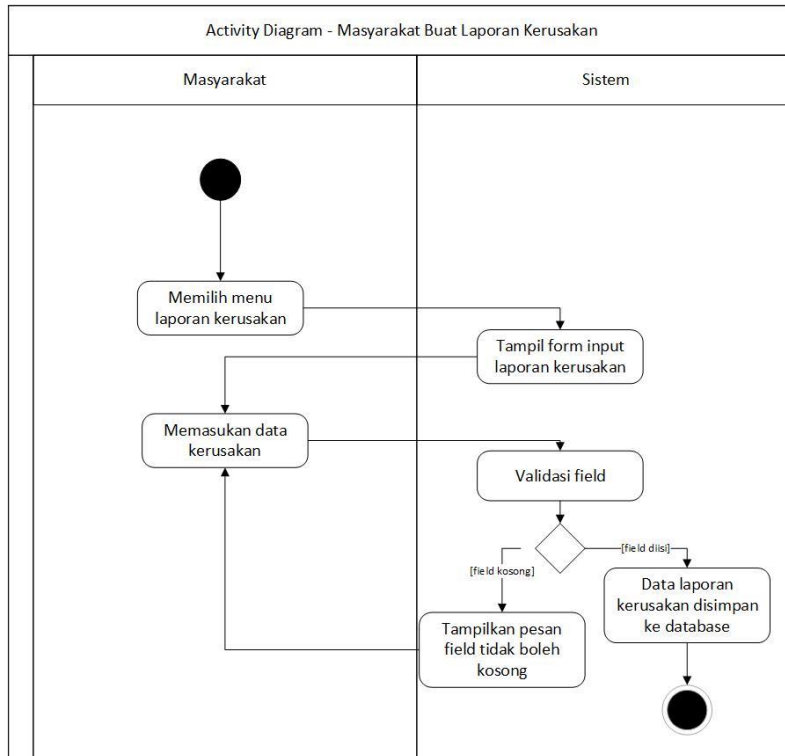 Activity Diagram - Masyarakat Buat Laporan Kerusakan
Masyarakat
Sistem
Memilih menu
laporan kerusakan
Tampil form input
laporan kerusakan
Memasukan data
kerusakan
Validasi field
[field diisi]
[field kosong]
Data laporan
kerusakan disimpan
ke database
Tampilkan pesan
field tidak boleh
kosong